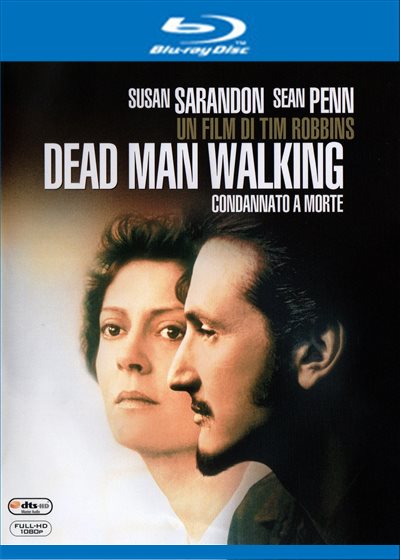 Blu-ray Disc
SUSAN SARANDON SEAN PENN
UN FILM DI TIM ROBBINS
DEAD MAN WALKING
CONDANNATO A MORTE
dts-HD
Master Audio
FULL-HD
1080p